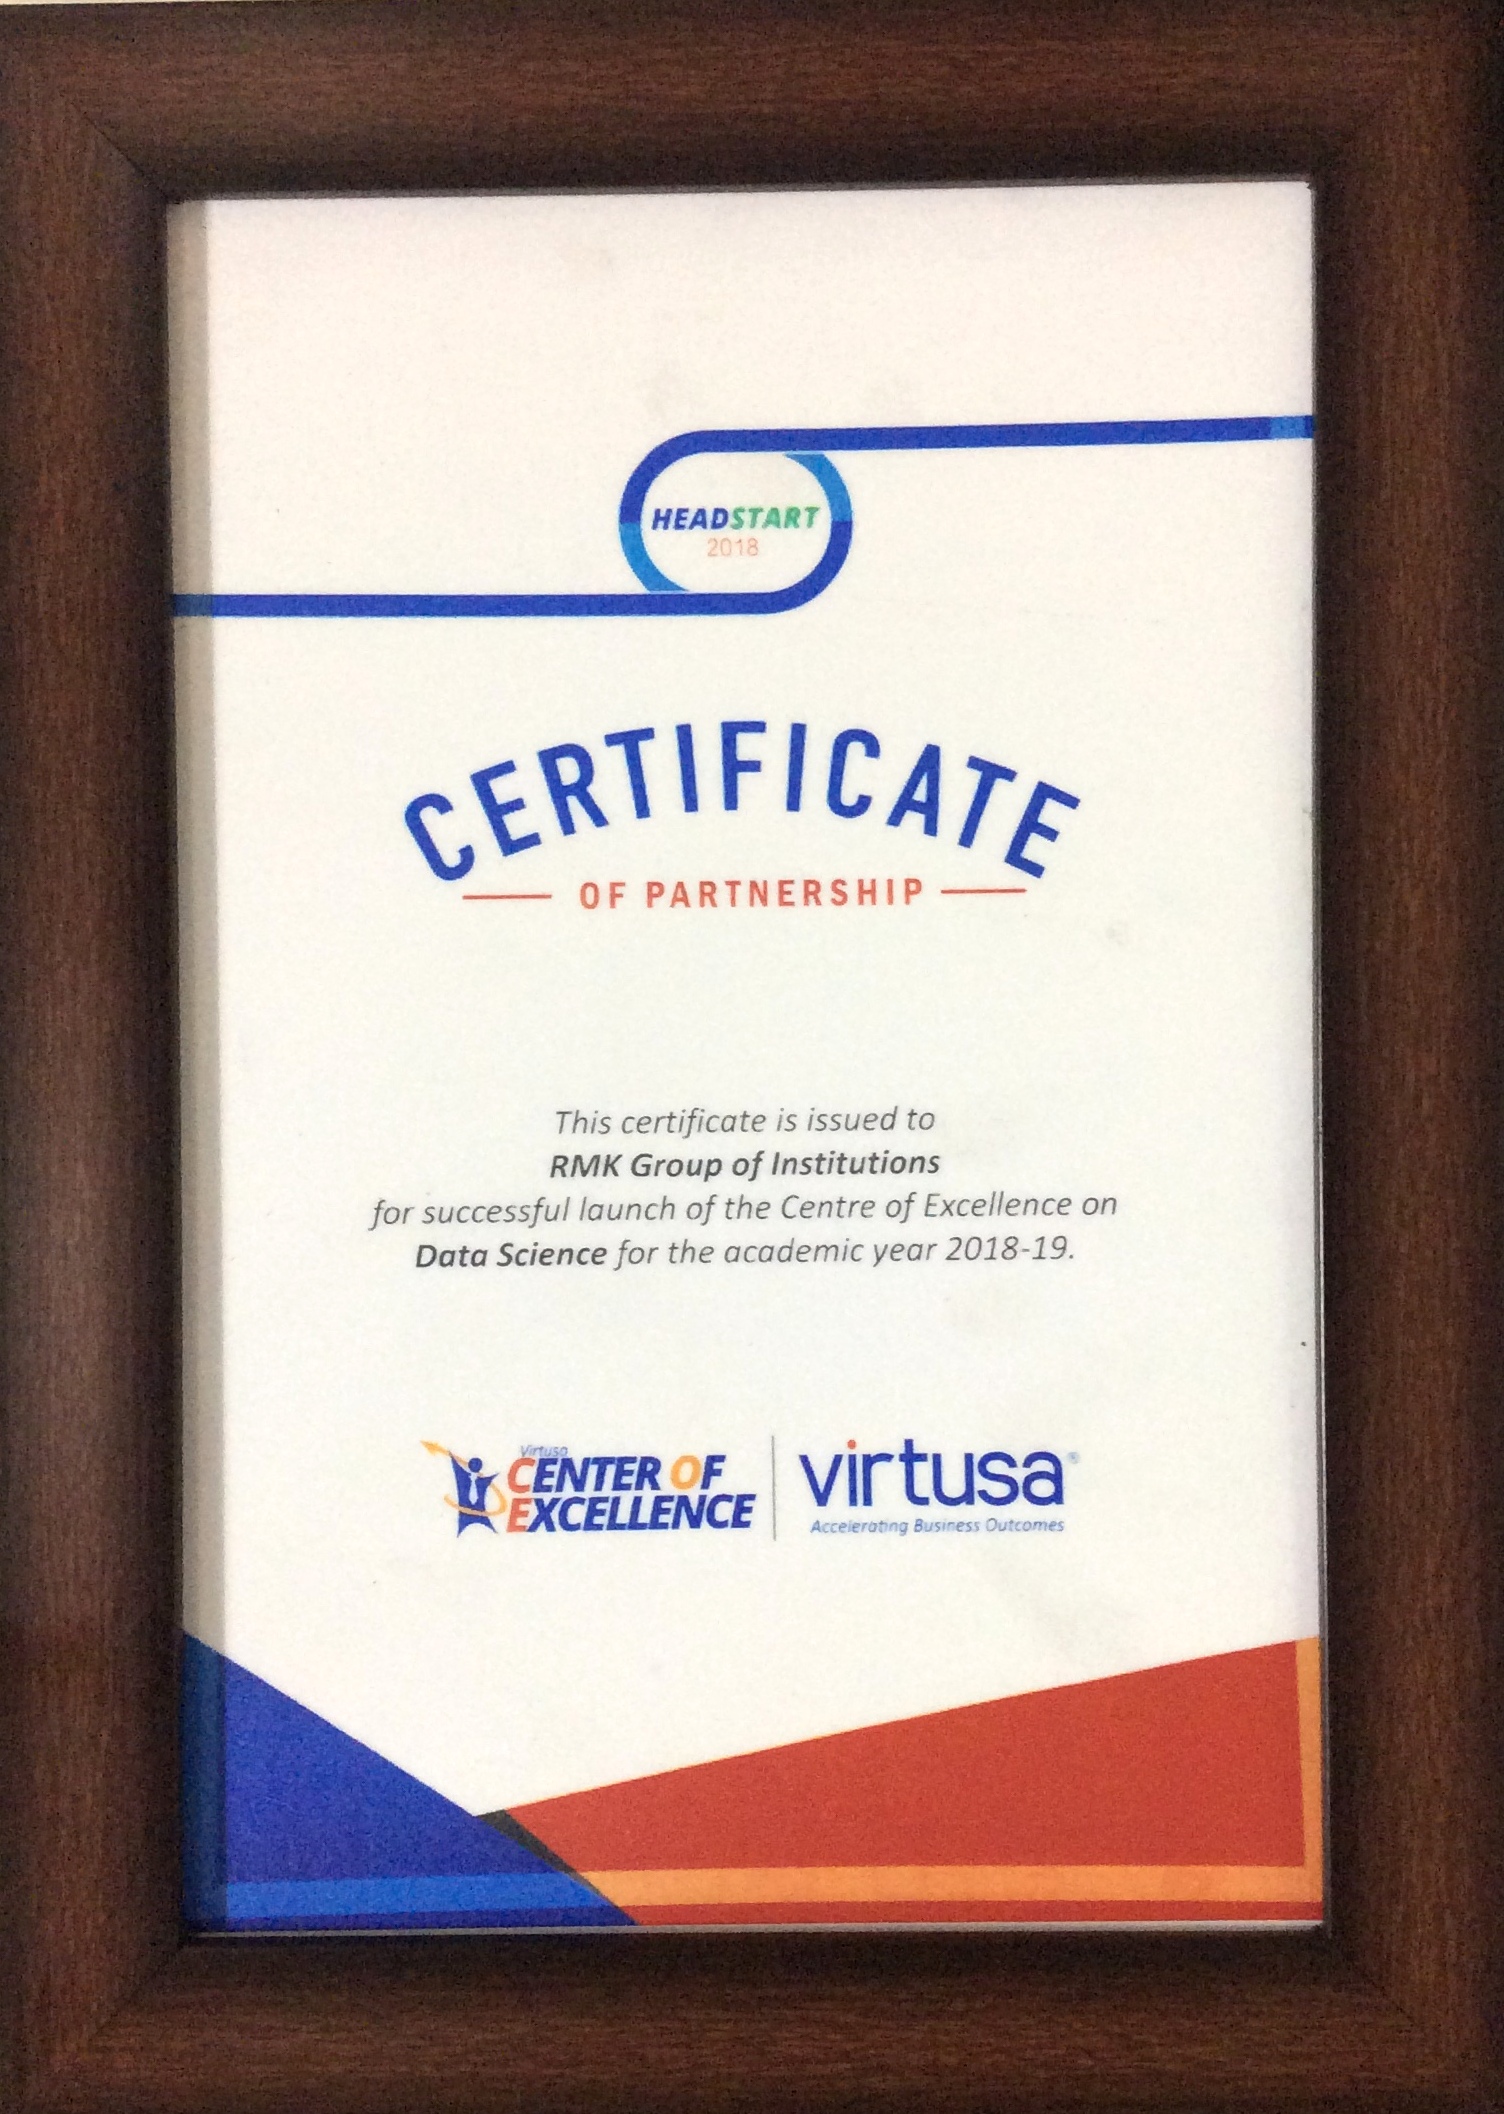 HEADSTART
2018
CERTIFICATE
OF PARTNERSHIP
This certificate is issued to
RMK Group of Institutions
for successful launch of the Centre of Excellence on
Data Science for the academic year 2018-19.
Virtusa
CENTER OF
EXCELLENCE
virtusa®
Accelerating Business Outcomes